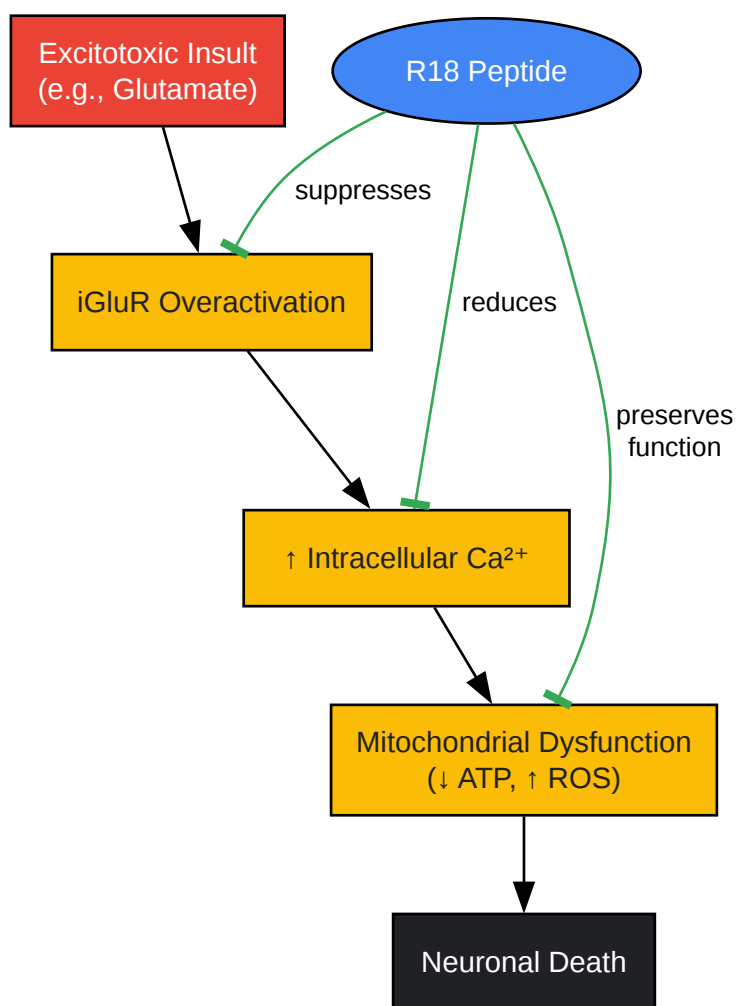 Excitotoxic Insult
(e.g., Glutamate)
R18 Peptide
suppresses
iGluR Overactivation
reduces
preserves
function
↑ Intracellular Ca²⁺
Mitochondrial Dysfunction
(↓ ATP, ↑ ROS)
Neuronal Death